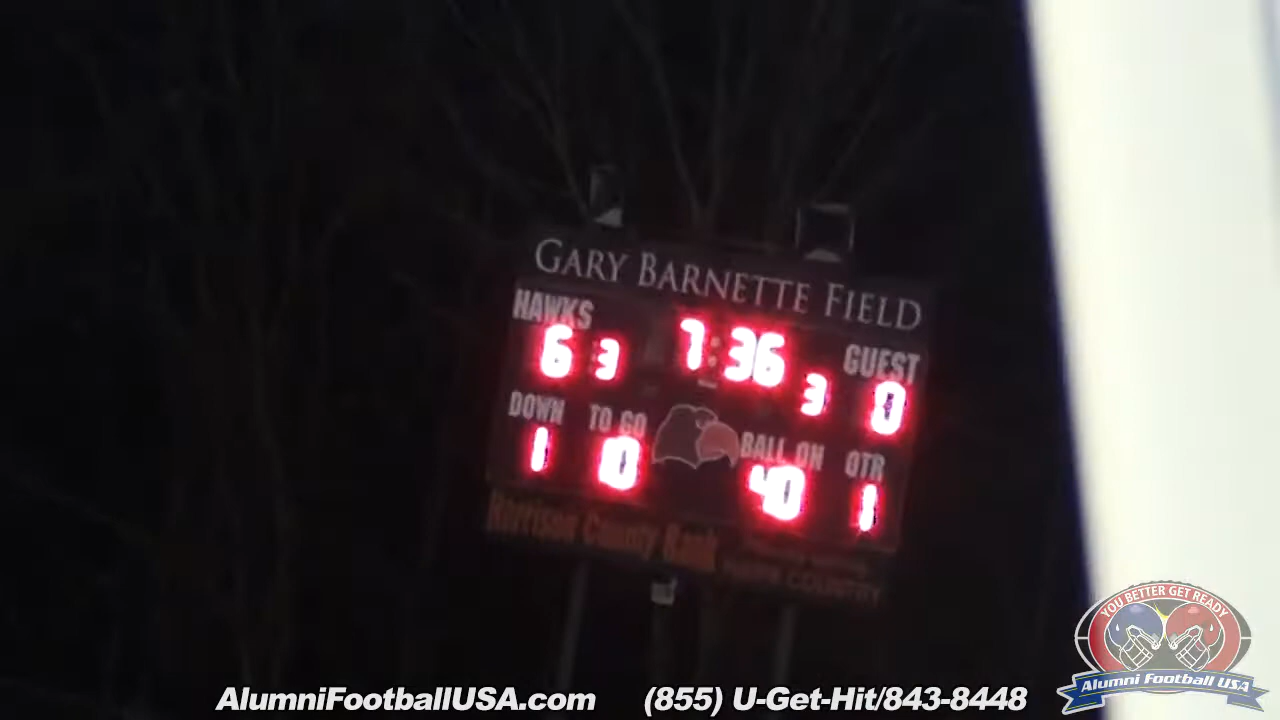 GARY BARNETTE FIELD
HAWKS
7:36
GUEST
6 3
3 0
DOWN TO GO BALL ON QTR
1 10 40 1
Harrison County Bank
COUNTRY
YOU BETTER GET READY
Alumni Football USA
AlumniFootballUSA.com (855) U-Get-Hit/843-8448